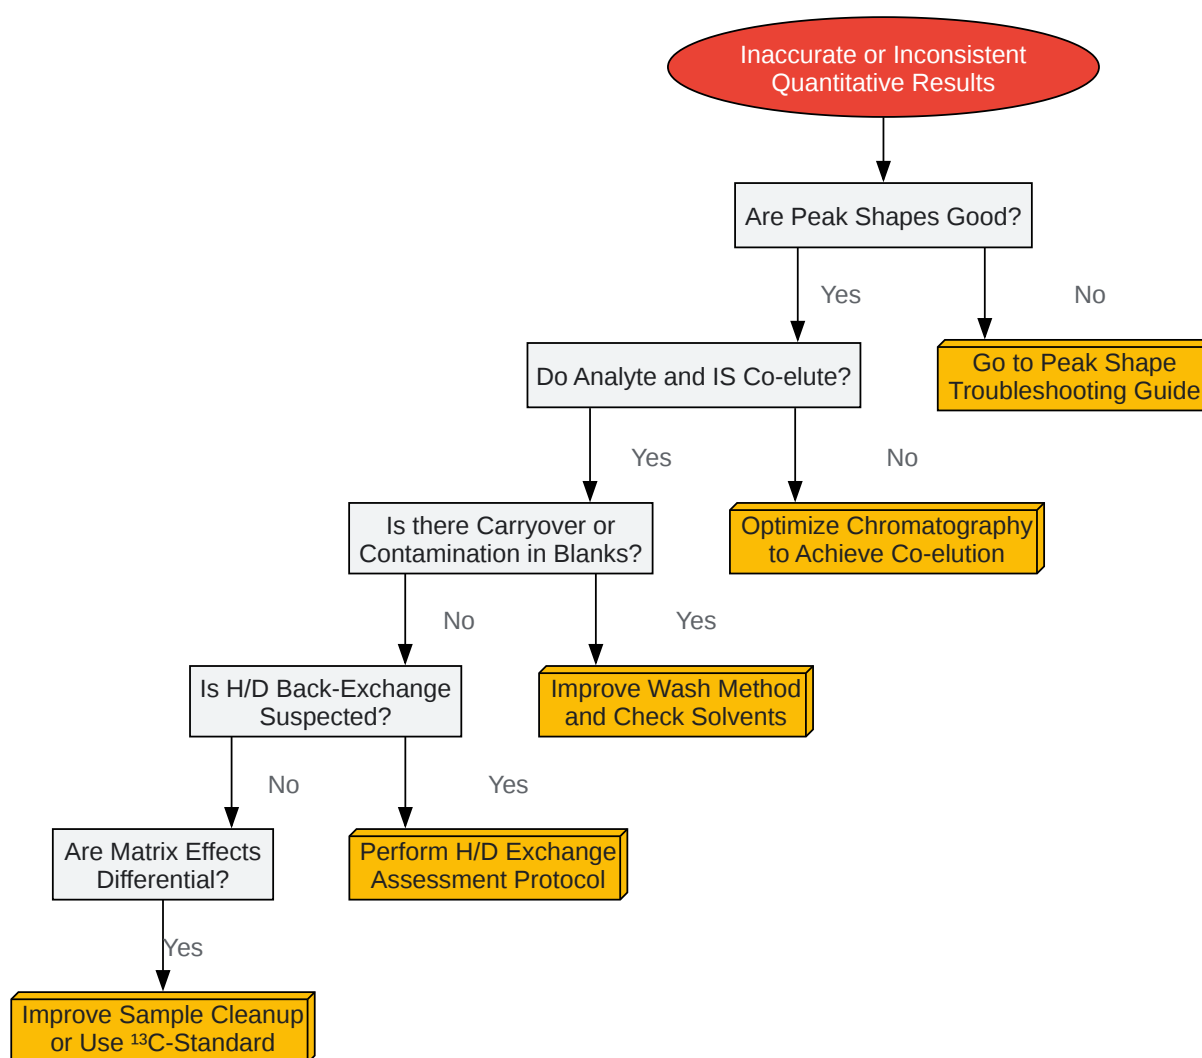 Inaccurate or Inconsistent
Quantitative Results
Are Peak Shapes Good?
Yes
No
Do Analyte and IS Co-elute?
Go to Peak Shape
Troubleshooting Guide
Yes
No
Is there Carryover or
Contamination in Blanks?
Optimize Chromatography
to Achieve Co-elution
No
Yes
Is H/D Back-Exchange
Suspected?
Improve Wash Method
and Check Solvents
No
Yes
Are Matrix Effects
Differential?
Perform H/D Exchange
Assessment Protocol
Yes
Improve Sample Cleanup
or Use ¹³C-Standard